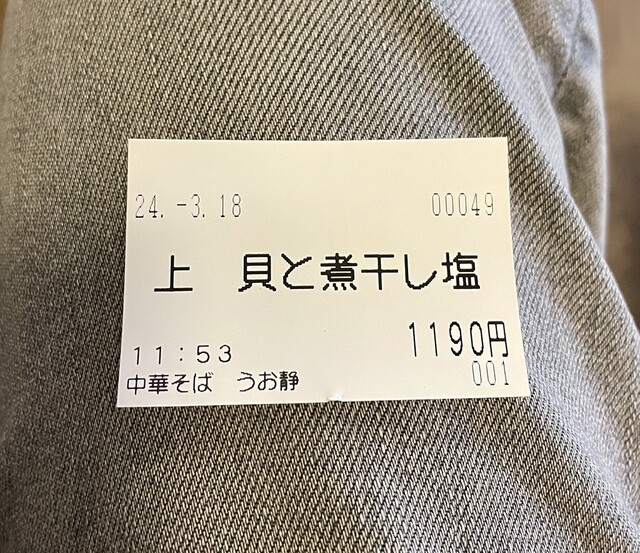 24.-3.18 00049
上 貝と煮干し塩
1190円
11:53
中華そば うお静 001